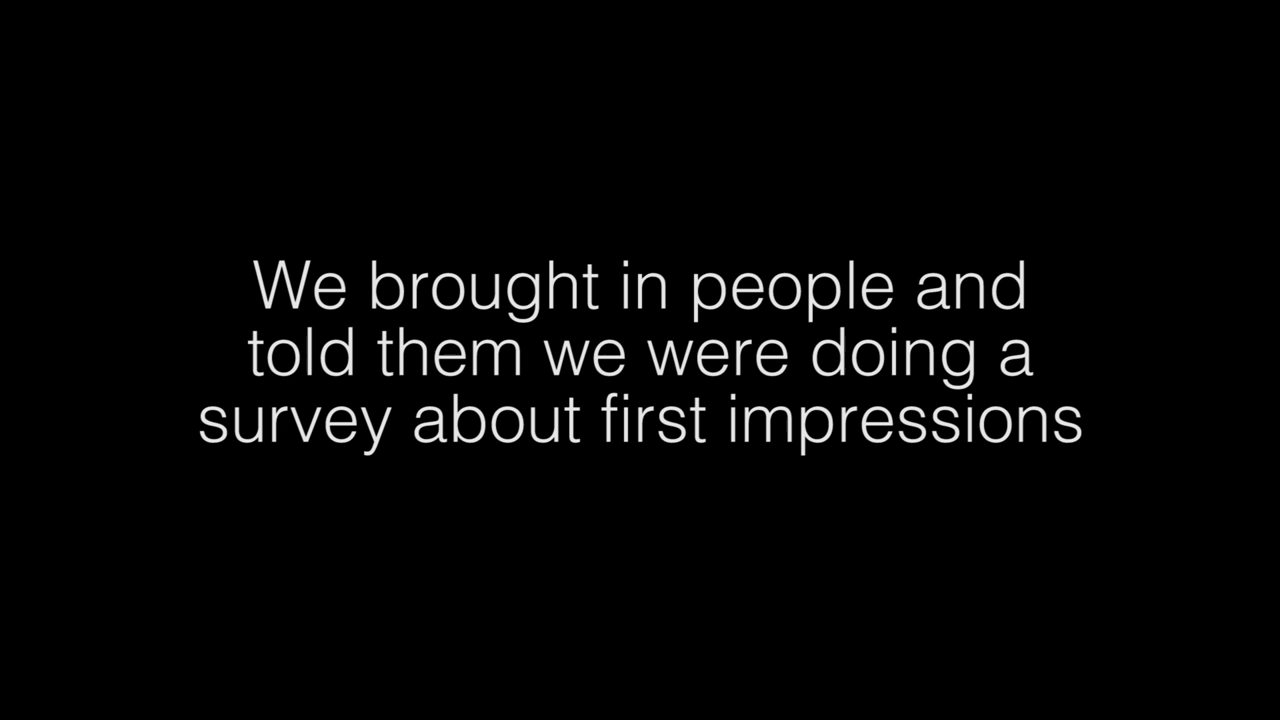 We brought in people and
told them we were doing a
survey about first impressions